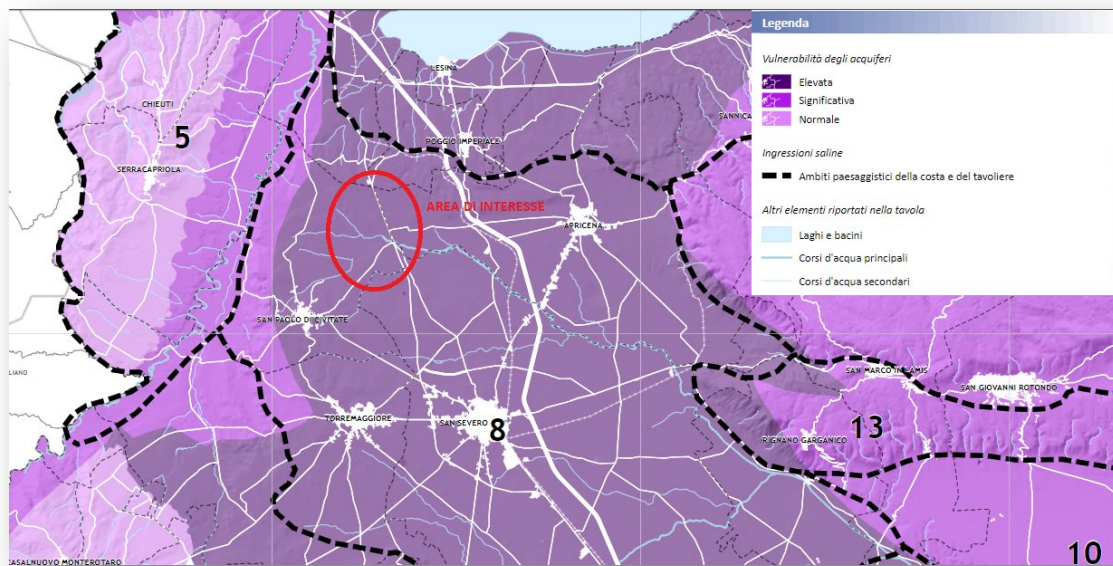 Legenda
Vulnerabilità degli acquiferi
Elevata
Significativa
Normale
Ingressioni saline
Ambiti paesaggistici della costa e del tavoliere
Altri elementi riportati nella tavola
Laghi e bacini
Corsi d'acqua principali
Corsi d'acqua secondari
LESINA
CHIEUTI
5
POGGIO IMPERIALE
SANNICA
SERRACAPRIOLA
AREA DI INTERESSE
APRICENA
SAN PAOLO DI CIVITATE
GLIANO
SAN MARCO IN LAMIS
SAN GIOVANNI ROTONDO
TORREMAGGIORE
SAN SEVERO
8
13
RIGNANO GARGANICO
CASALNUOVO MONTEROTARO
10